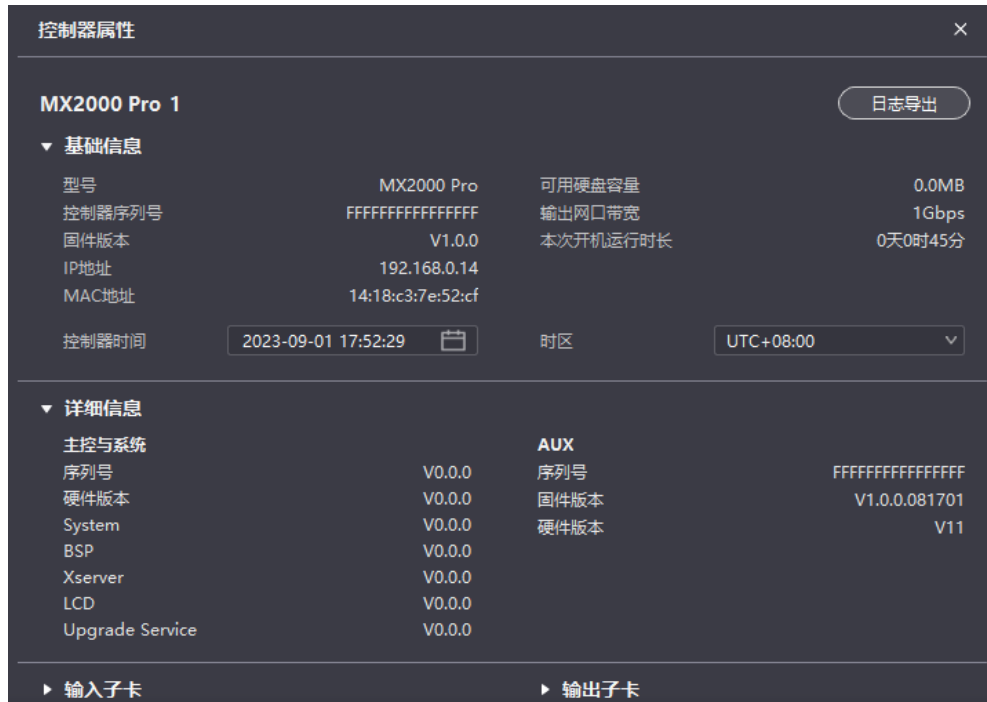 控制器属性
MX2000 Pro 1
日志导出
基础信息
型号 MX2000 Pro 可用硬盘容量 0.0MB
控制器序列号 FFFFFFFFFFFFFFFF 输出网口带宽 1Gbps
固件版本 V1.0.0 本次开机运行时长 0天0时45分
IP地址 192.168.0.14
MAC地址 14:18:c3:7e:52:cf
控制器时间 2023-09-01 17:52:29 时区 UTC+08:00
详细信息
主控与系统 AUX
序列号 V0.0.0 序列号 FFFFFFFFFFFFFFFF
硬件版本 V0.0.0 固件版本 V1.0.0.081701
System V0.0.0 硬件版本 V11
BSP V0.0.0
Xserver V0.0.0
LCD V0.0.0
Upgrade Service V0.0.0
输入子卡 输出子卡